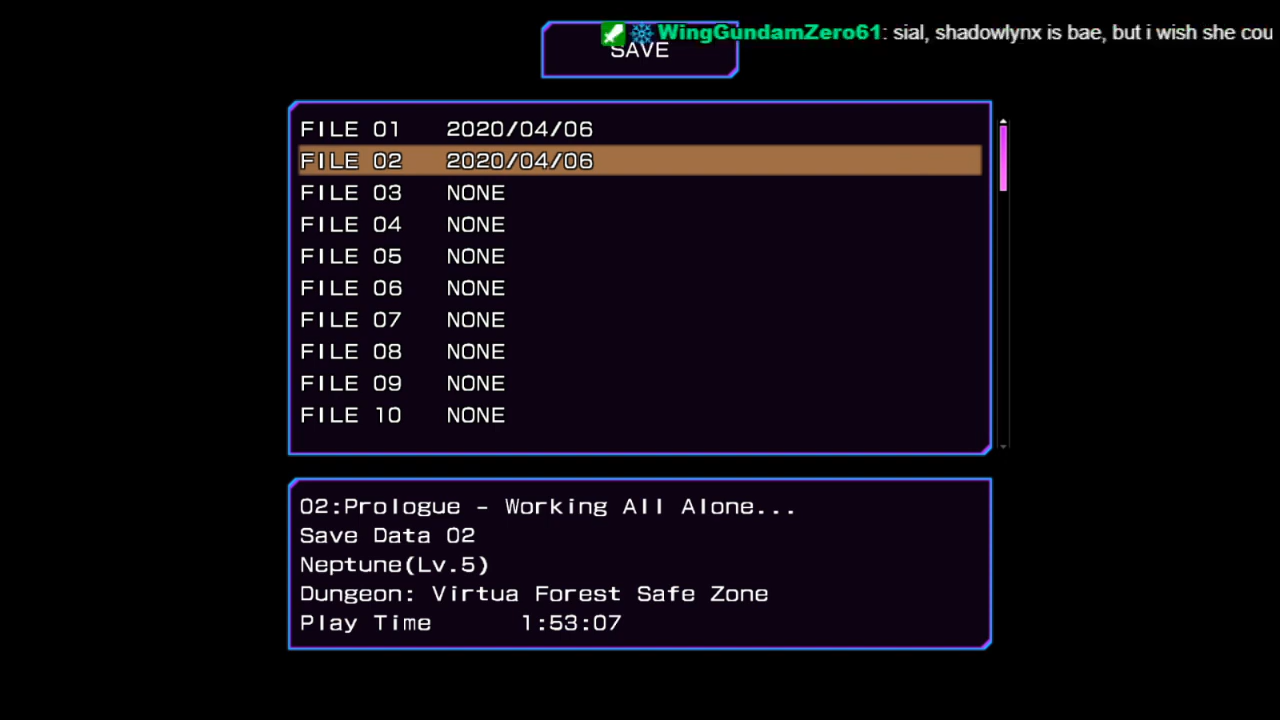 WingGundamZero61: sial, shadowlynx is bae, but i wish she cou
SAVE
FILE 01 2020/04/06
FILE 02 2020/04/06
FILE 03 NONE
FILE 04 NONE
FILE 05 NONE
FILE 06 NONE
FILE 07 NONE
FILE 08 NONE
FILE 09 NONE
FILE 10 NONE
02:Prologue - Working All Alone...
Save Data 02
Neptune(Lv.5)
Dungeon: Virtua Forest Safe Zone
Play Time 1:53:07